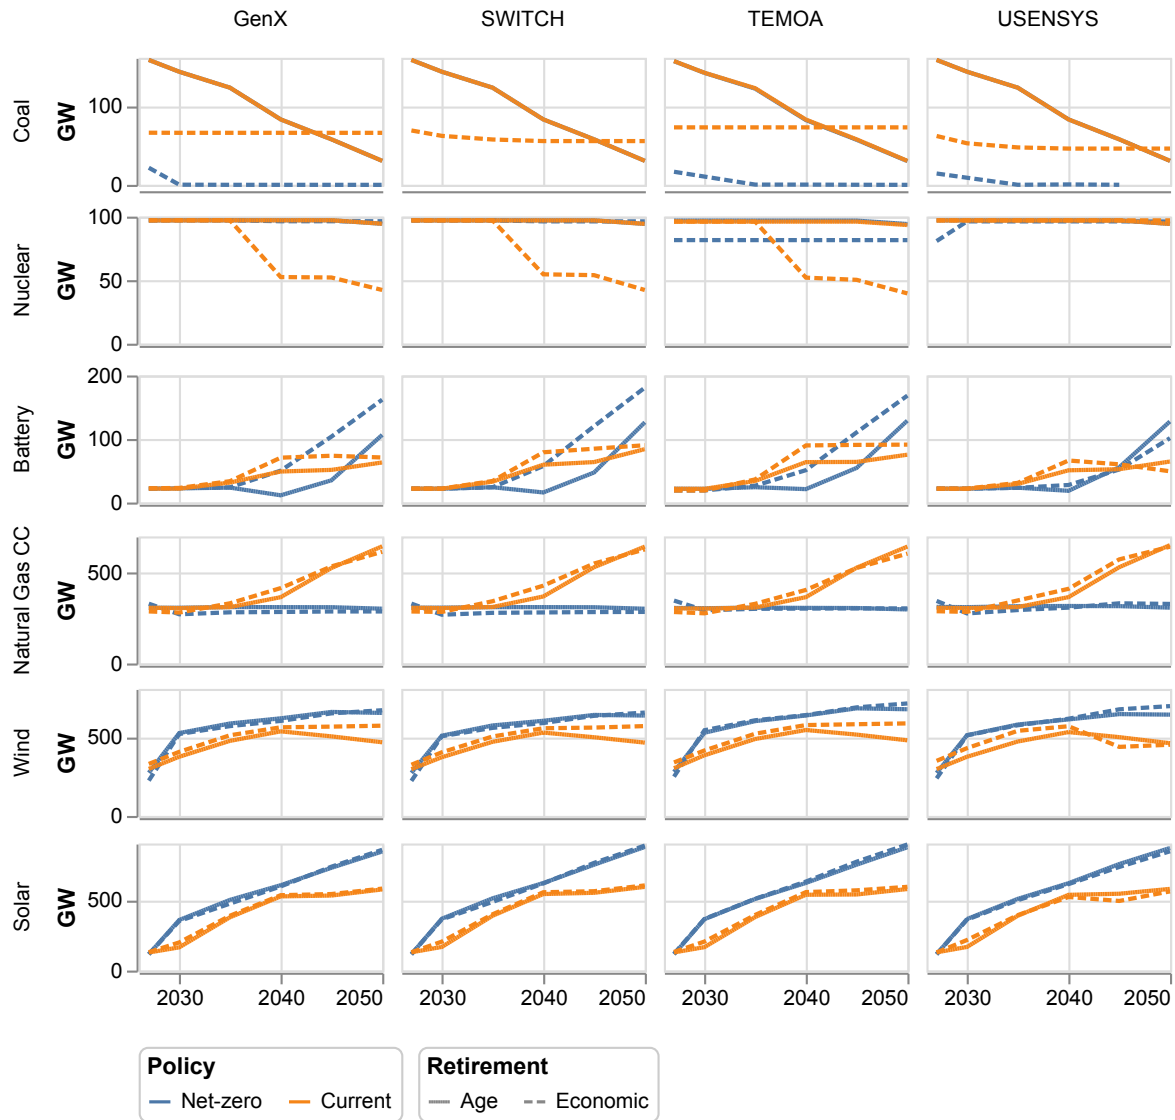 GenX SWITCH TEMOA USENSYS
Coal
GW
100
0
Nuclear
GW
100
50
0
Battery
GW
200
100
0
Natural Gas CC
GW
500
0
Wind
GW
500
0
Solar
GW
500
0
2030 2040 2050 2030 2040 2050 2030 2040 2050 2030 2040 2050
Policy Retirement
Net-zero Current Age Economic